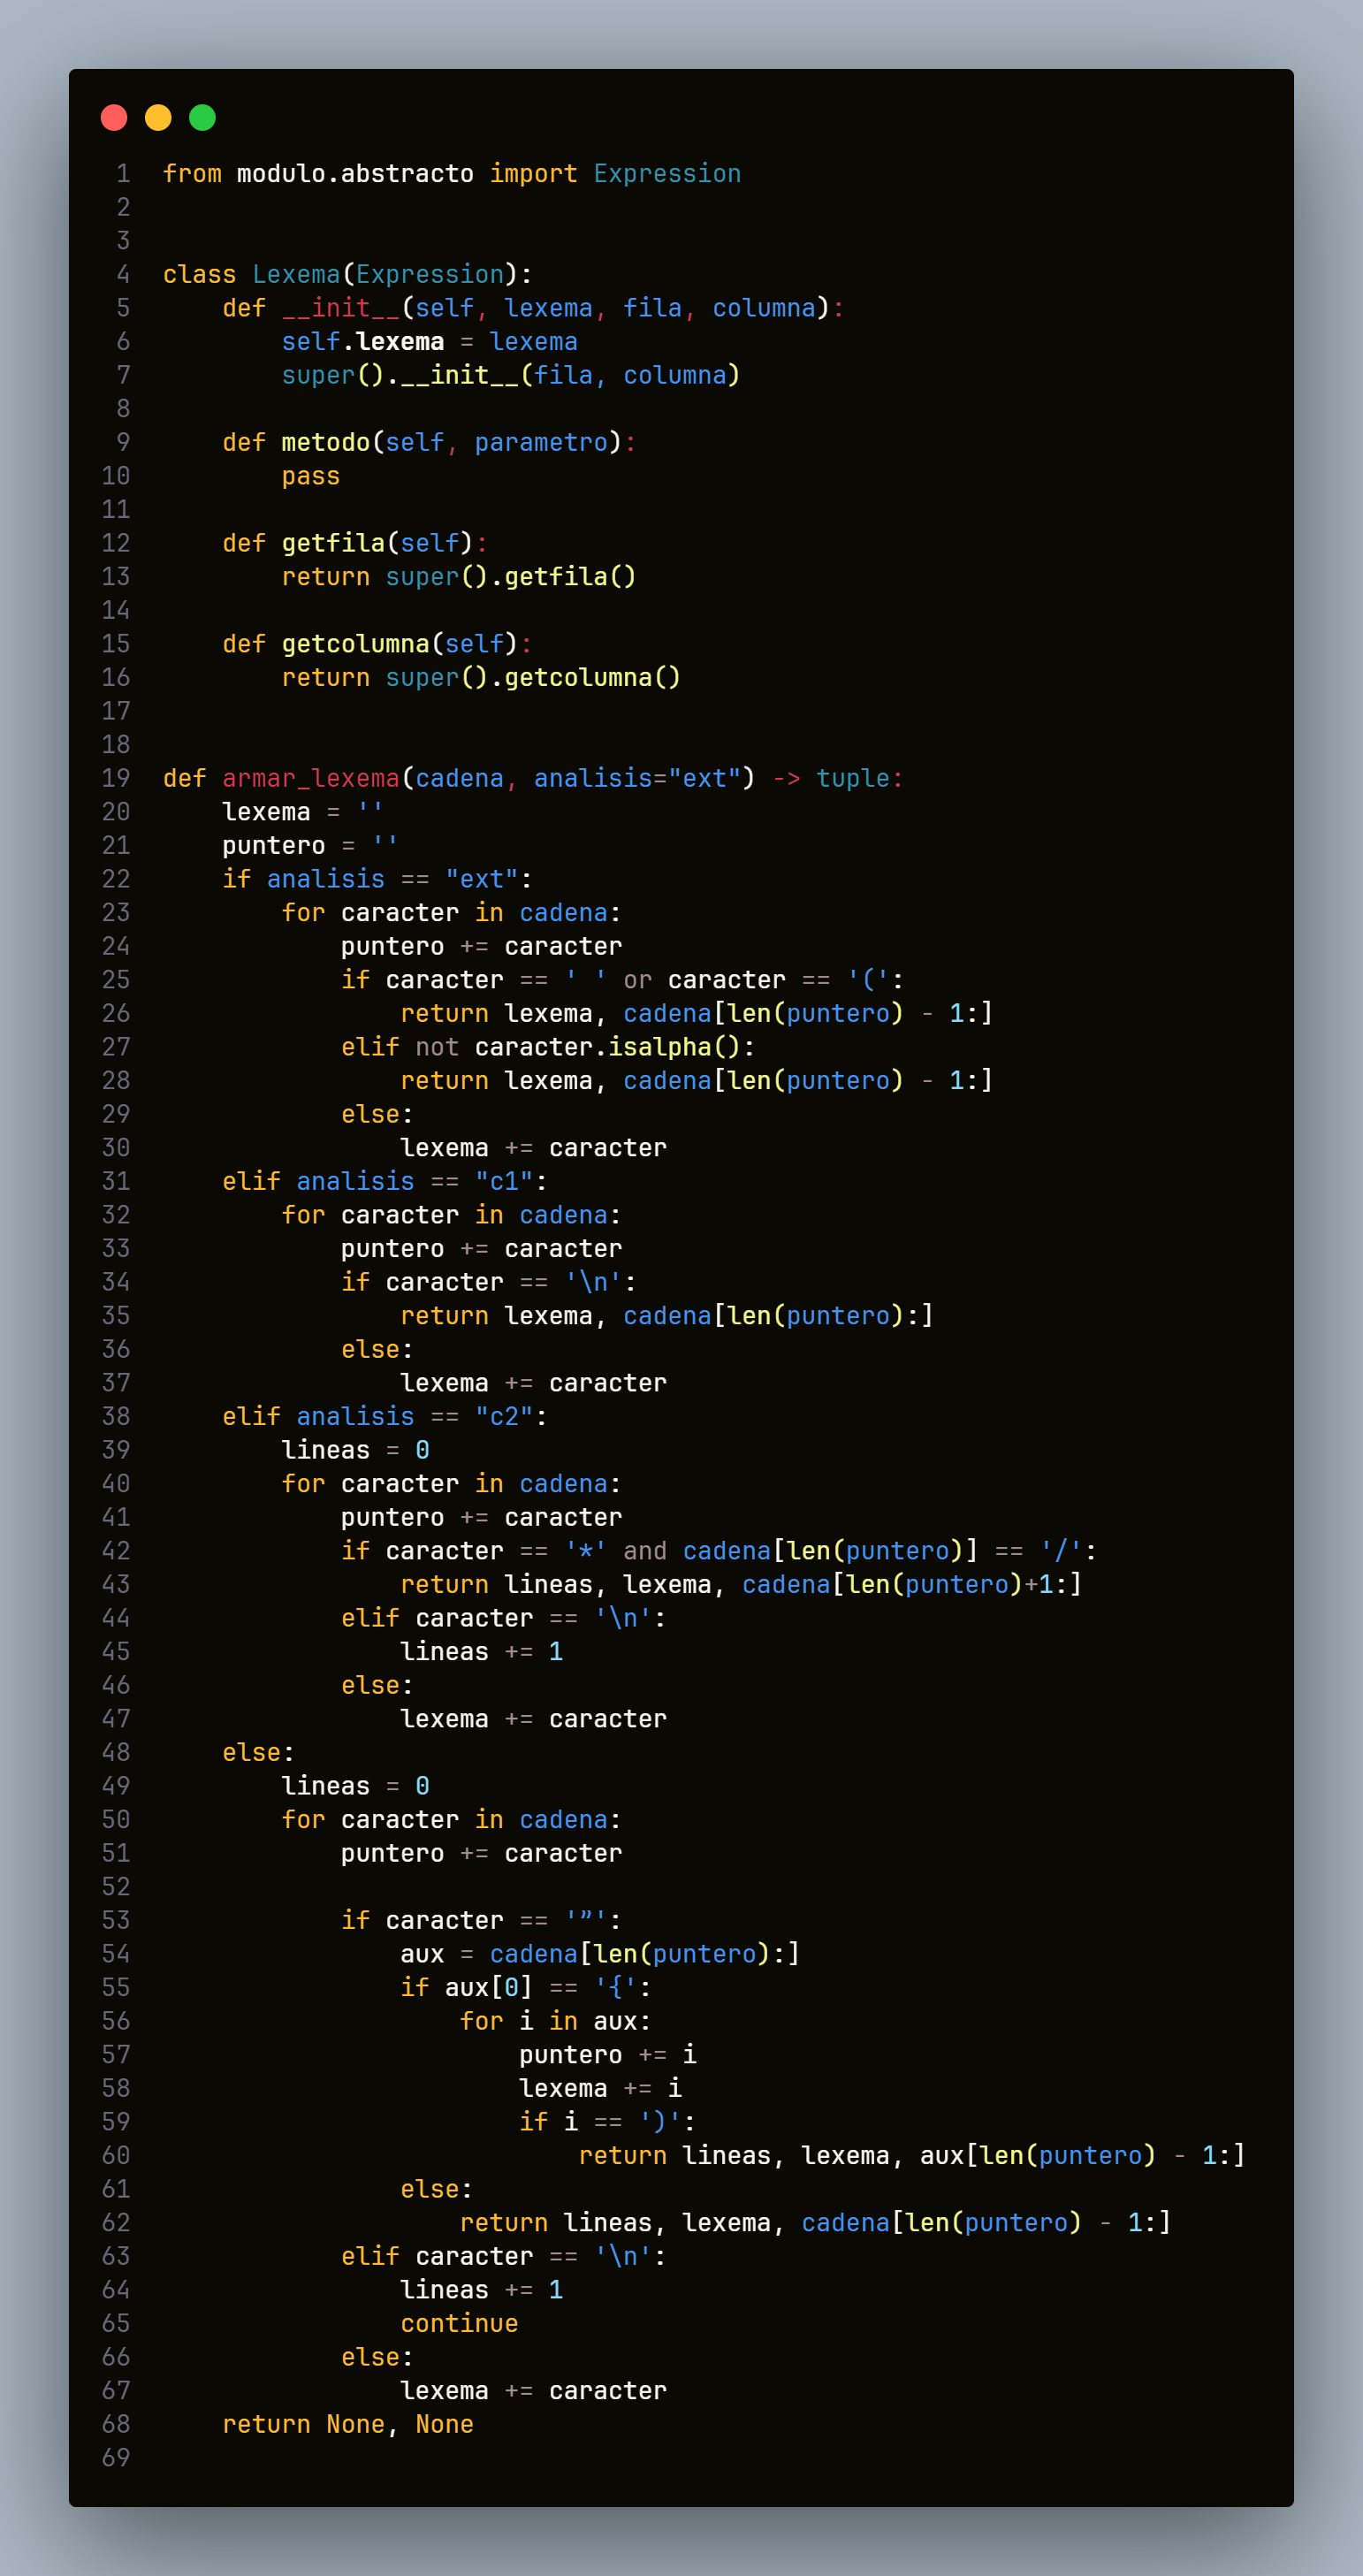 1 from modulo.abstracto import Expression
2
3
4 class Lexema(Expression):
5     def __init__(self, lexema, fila, columna):
6         self.lexema = lexema
7         super().__init__(fila, columna)
8
9     def metodo(self, parametro):
10         pass
11
12     def getfila(self):
13         return super().getfila()
14
15     def getcolumna(self):
16         return super().getcolumna()
17
18
19 def armar_lexema(cadena, analisis="ext") -> tuple:
20     lexema = ''
21     puntero = ''
22     if analisis == "ext":
23         for caracter in cadena:
24             puntero += caracter
25             if caracter == ' ' or caracter == '(':
26                 return lexema, cadena[len(puntero) - 1:]
27             elif not caracter.isalpha():
28                 return lexema, cadena[len(puntero) - 1:]
29             else:
30                 lexema += caracter
31     elif analisis == "c1":
32         for caracter in cadena:
33             puntero += caracter
34             if caracter == '\n':
35                 return lexema, cadena[len(puntero):]
36             else:
37                 lexema += caracter
38     elif analisis == "c2":
39         lineas = 0
40         for caracter in cadena:
41             puntero += caracter
42             if caracter == '*' and cadena[len(puntero)] == '/':
43                 return lineas, lexema, cadena[len(puntero)+1:]
44             elif caracter == '\n':
45                 lineas += 1
46             else:
47                 lexema += caracter
48     else:
49         lineas = 0
50         for caracter in cadena:
51             puntero += caracter
52
53             if caracter == '”':
54                 aux = cadena[len(puntero):]
55                 if aux[0] == '{':
56                     for i in aux:
57                         puntero += i
58                         lexema += i
59                         if i == ')':
60                             return lineas, lexema, aux[len(puntero) - 1:]
61                 else:
62                     return lineas, lexema, cadena[len(puntero) - 1:]
63             elif caracter == '\n':
64                 lineas += 1
65                 continue
66             else:
67                 lexema += caracter
68     return None, None
69